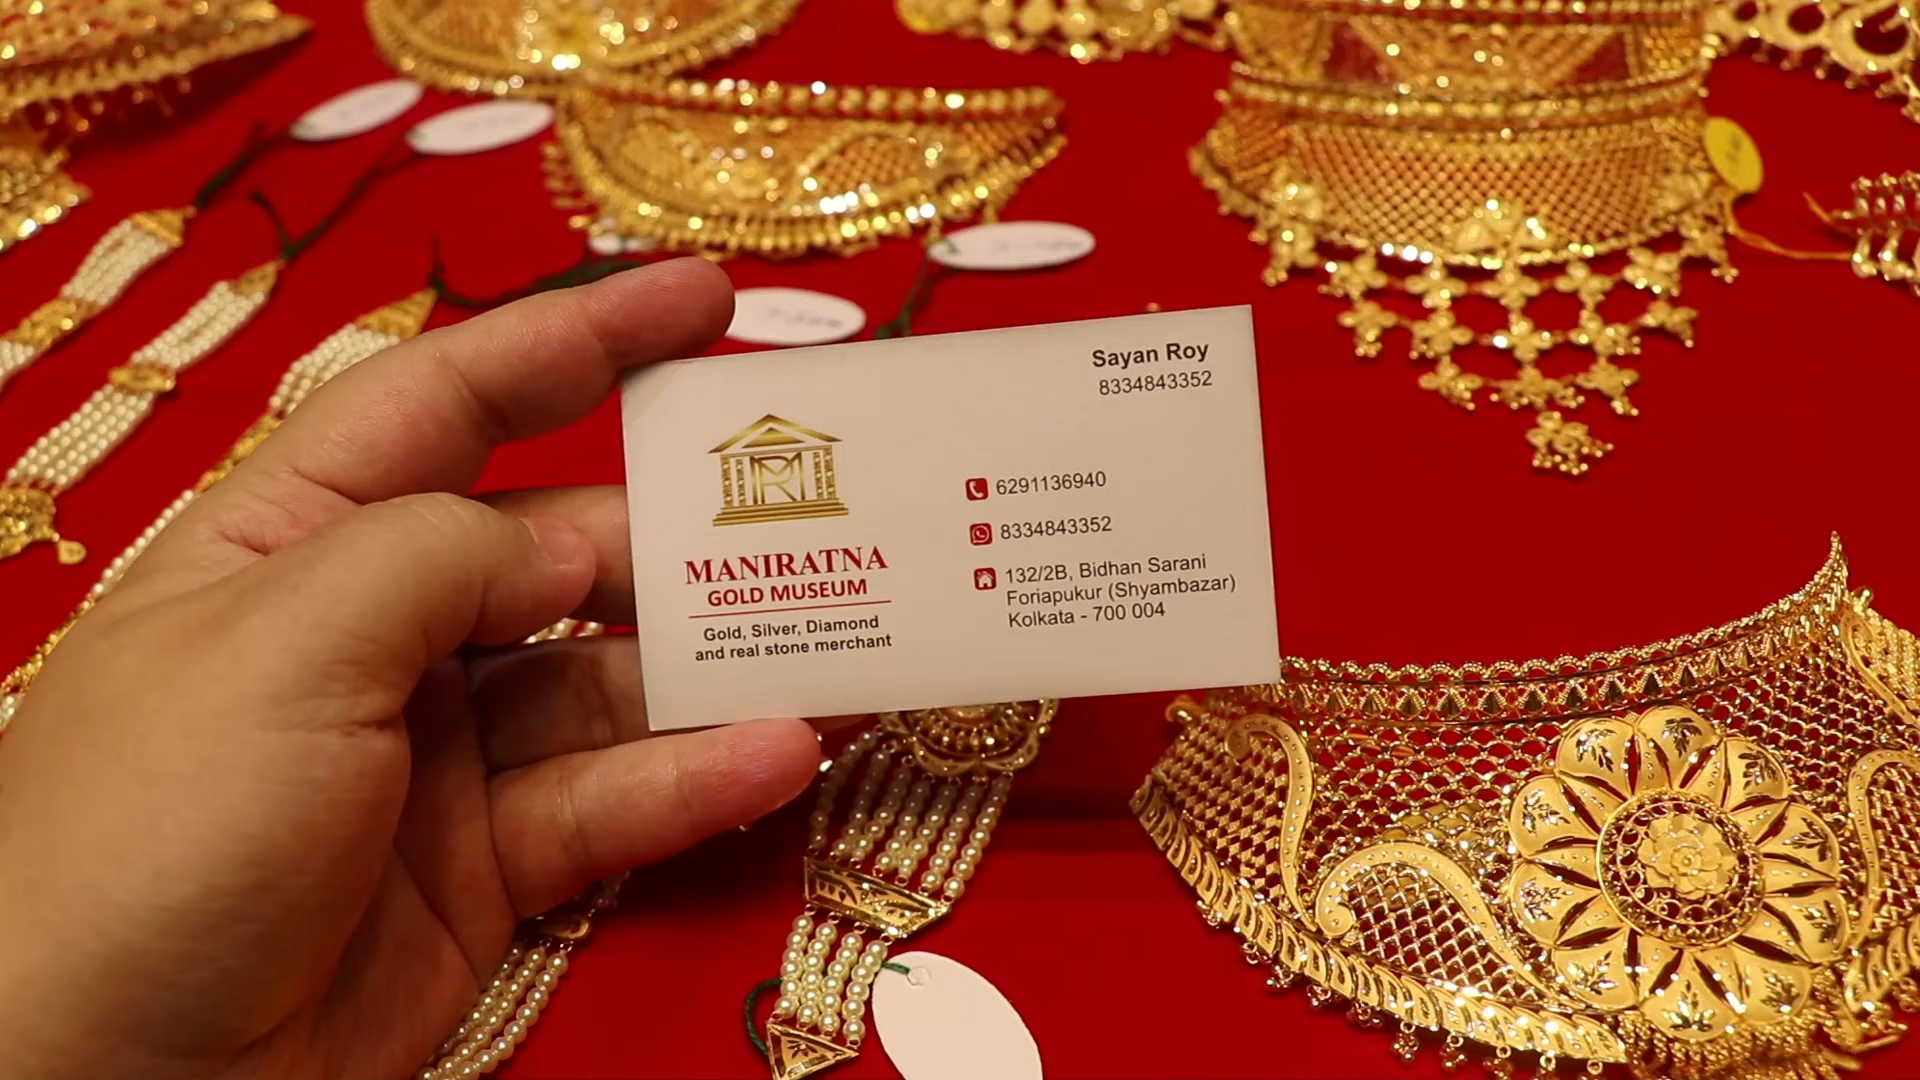 Sayan Roy
8334843352
MANIRATNA
GOLD MUSEUM
Gold, Silver, Diamond
and real stone merchant
6291136940
8334843352
132/2B, Bidhan Sarani
Foriapukur (Shyambazar)
Kolkata - 700 004